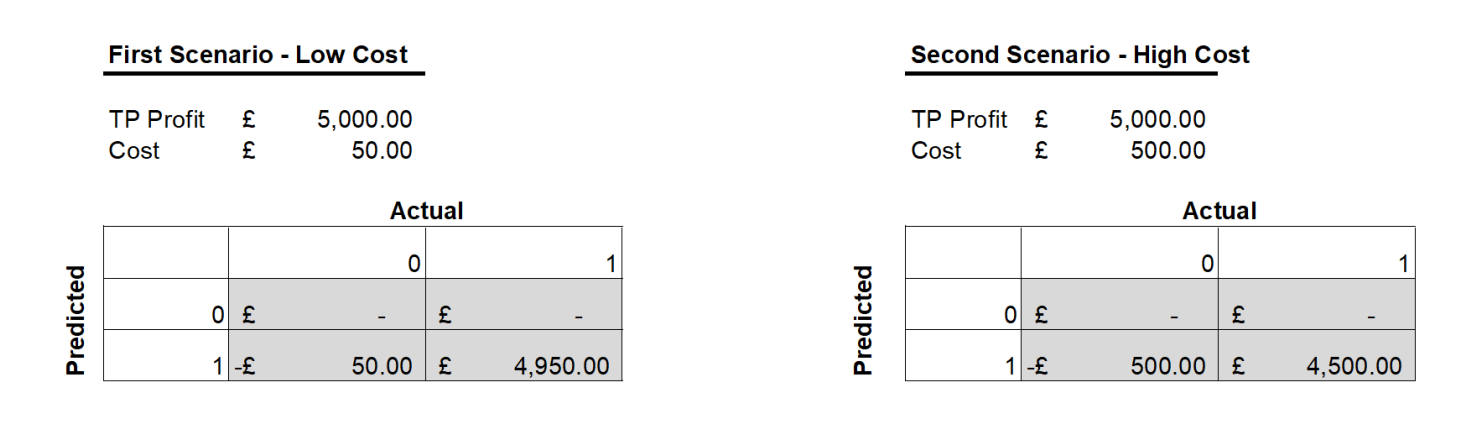 First Scenario - Low Cost
TP Profit £ 5,000.00
Cost £ 50.00
Actual
Predicted
0 1
0 £ - £ -
1 -£ 50.00 £ 4,950.00
Second Scenario - High Cost
TP Profit £ 5,000.00
Cost £ 500.00
Actual
Predicted
0 1
0 £ - £ -
1 -£ 500.00 £ 4,500.00